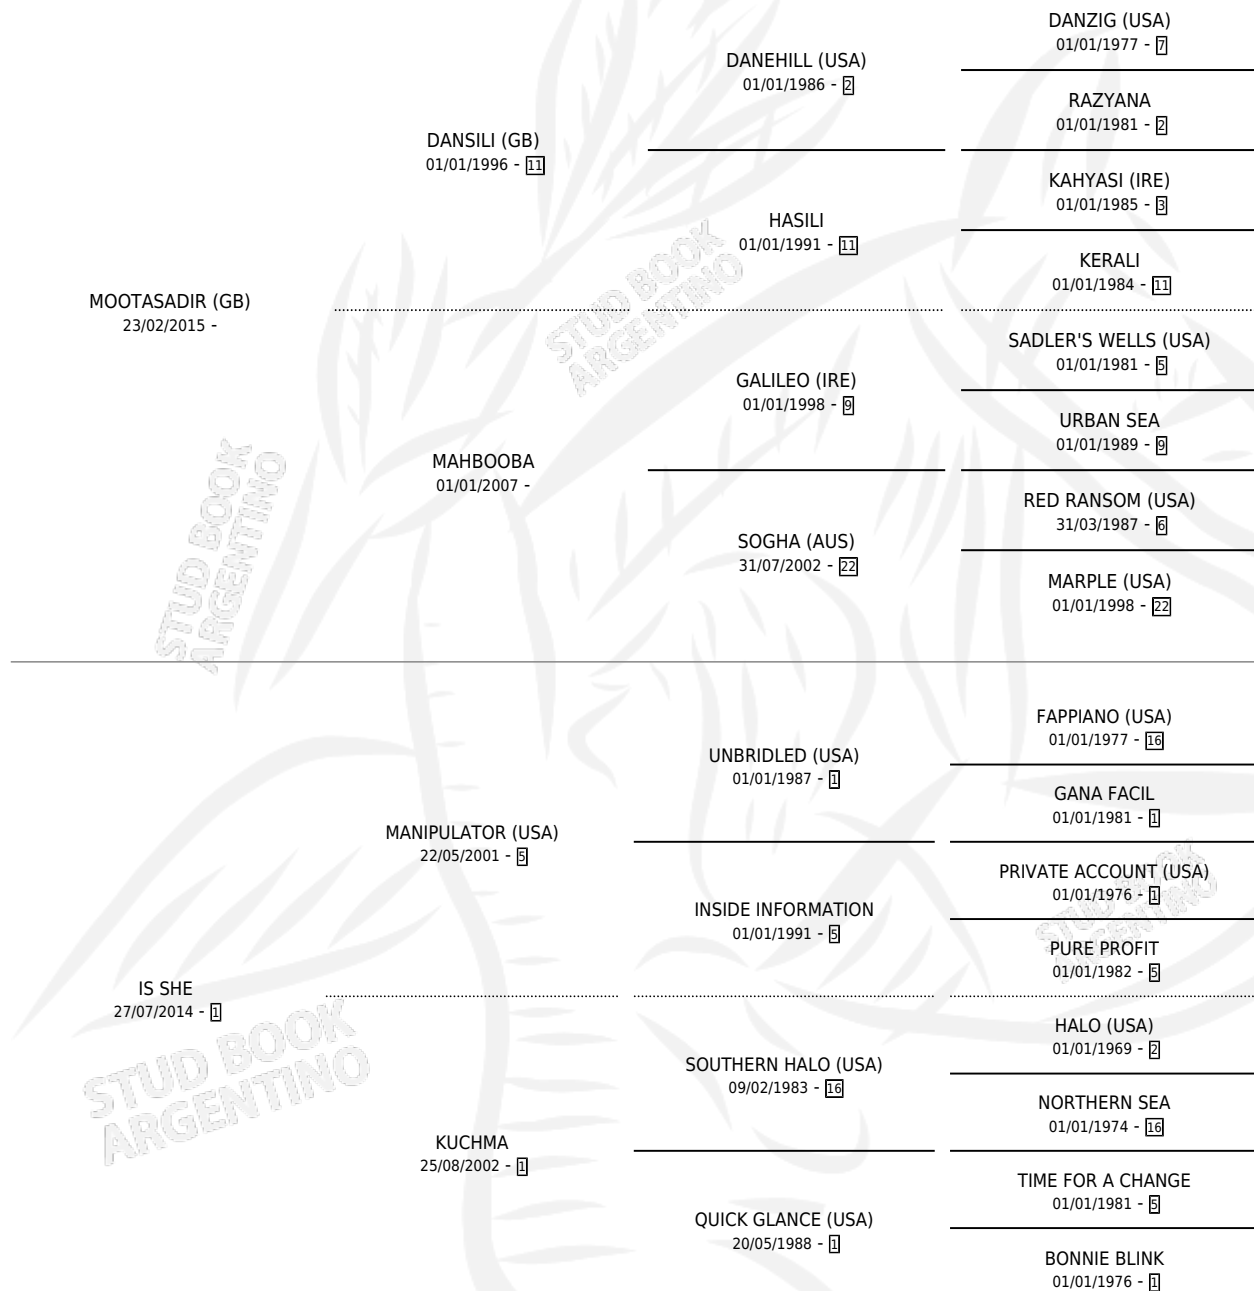 DANZIG (USA)
01/01/1977 - 7
DANEHILL (USA)
01/01/1986 - 2
RAZYANA
01/01/1981 - 2
DANSILI (GB)
01/01/1996 - 11
KAHYASI (IRE)
01/01/1985 - 3
HASILI
01/01/1991 - 11
KERALI
01/01/1984 - 11
MOOTASADIR (GB)
23/02/2015 -
STUD BOOK
ARGENTINO
SADLER'S WELLS (USA)
01/01/1981 - 5
GALILEO (IRE)
01/01/1998 - 9
URBAN SEA
01/01/1989 - 9
MAHBOOBA
01/01/2007 -
RED RANSOM (USA)
31/03/1987 - 6
SOGHA (AUS)
31/07/2002 - 22
MARPLE (USA)
01/01/1998 - 22
STUD BOOK
ARGENTINO
FAPPIANO (USA)
01/01/1977 - 16
UNBRIDLED (USA)
01/01/1987 - 1
GANA FACIL
01/01/1981 - 1
MANIPULATOR (USA)
22/05/2001 - 5
PRIVATE ACCOUNT (USA)
01/01/1976 - 1
INSIDE INFORMATION
01/01/1991 - 5
STUD BOOK
ARGENTINO
PURE PROFIT
01/01/1982 - 5
IS SHE
27/07/2014 - 1
STUD BOOK
ARGENTINO
HALO (USA)
01/01/1969 - 2
SOUTHERN HALO (USA)
09/02/1983 - 16
NORTHERN SEA
01/01/1974 - 16
KUCHMA
25/08/2002 - 1
TIME FOR A CHANGE
01/01/1981 - 5
QUICK GLANCE (USA)
20/05/1988 - 1
BONNIE BLINK
01/01/1976 - 1